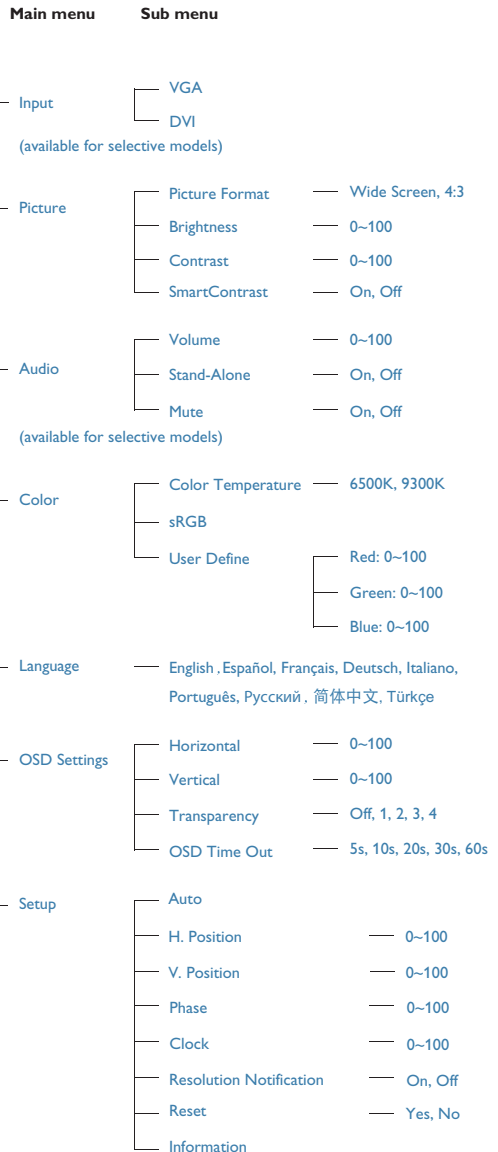 Main menu Sub menu
VGA
Input
DVI
(available for selective models)
Picture Format Wide Screen, 4:3
Picture
Brightness 0~100
Contrast 0~100
SmartContrast On, Off
Volume 0~100
Audio
Stand-Alone On, Off
Mute On, Off
(available for selective models)
Color Temperature 6500K, 9300K
Color
sRGB
User Define Red: 0~100
Green: 0~100
Blue: 0~100
Language English , Español, Français, Deutsch, Italiano,
Português, Русский , 简体中文, Türkçe
Horizontal 0~100
OSD Settings
Vertical 0~100
Transparency Off, 1, 2, 3, 4
OSD Time Out 5s, 10s, 20s, 30s, 60s
Auto
Setup
H. Position 0~100
V. Position 0~100
Phase 0~100
Clock 0~100
Resolution Notification On, Off
Reset Yes, No
Information